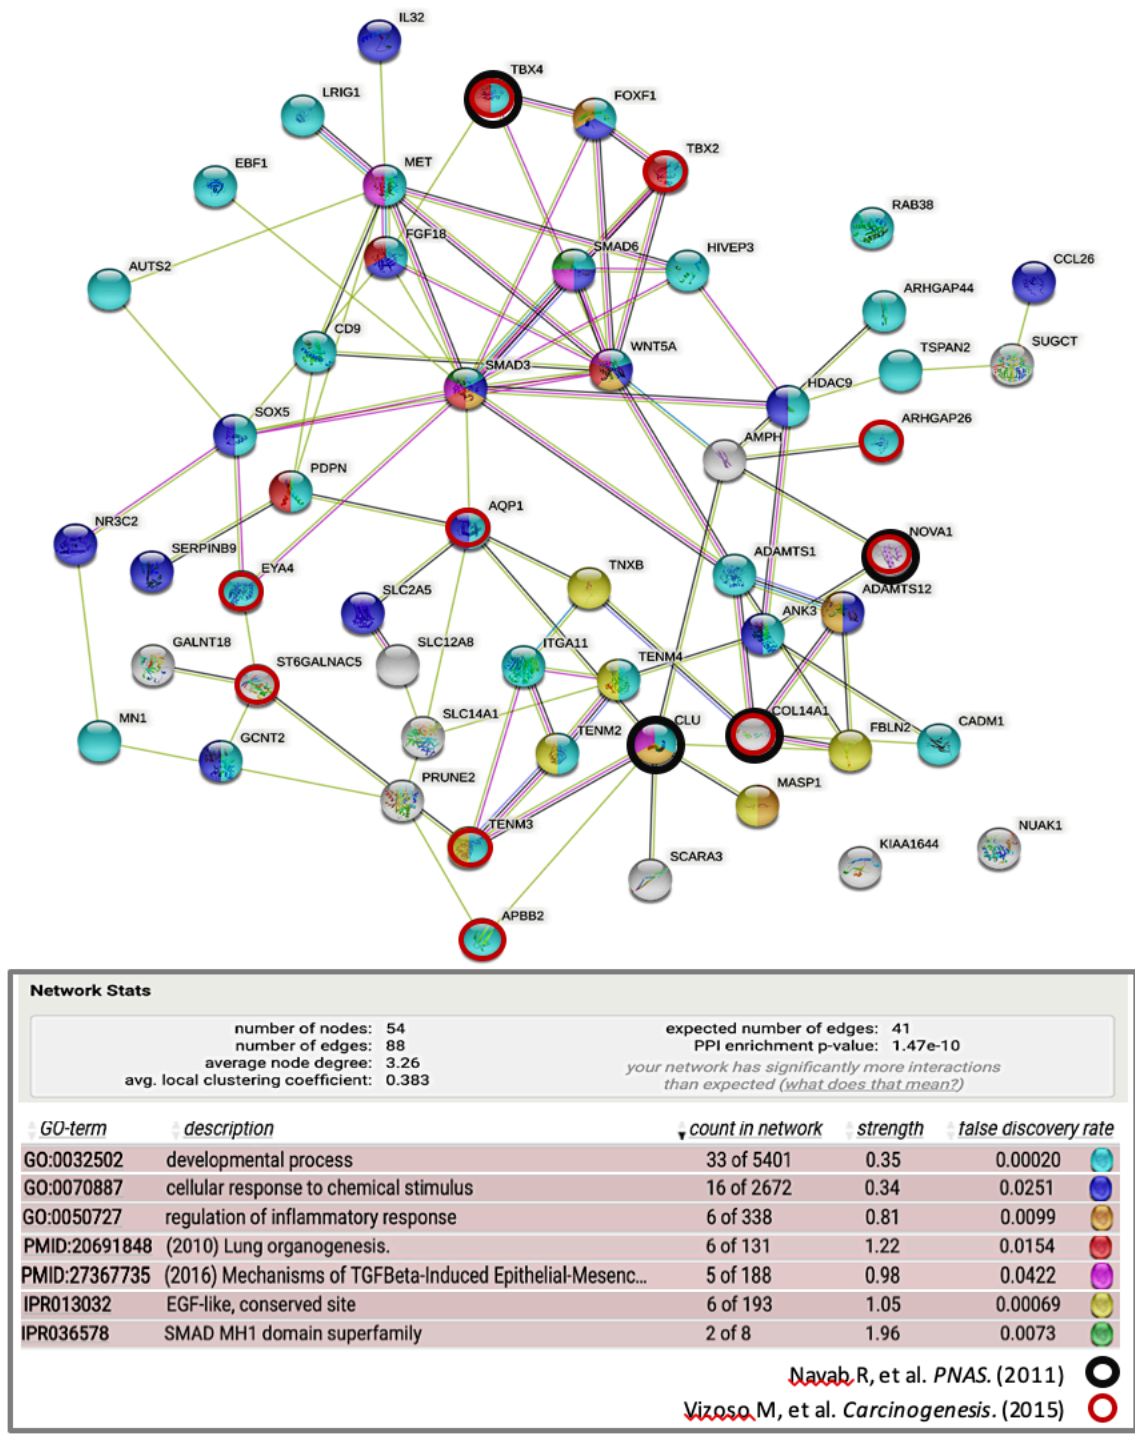 IL32
TBX4
LRIG1
FOXF1
TBX2
EBF1
MET
RAB38
FGF18
SMAD6
HIVEP3
CCL26
AUTS2
ARHGAP44
CD9
WNT5A
SUGCT
TSPAN2
SMAD3
HDAC9
SOX5
ARHGAP26
AMPH
PDPN
AQP1
NR3C2
NOVA1
SERPINB9
ADAMTS1
EYA4
TNXB
ADAMTS12
SLC2A5
ANK3
GALNT18
SLC12A8
ITGA11
ST6GALNAC5
TENM4
SLC14A1
COL14A1
MN1
CLU
FBLN2
CADM1
GCNT2
TENM2
PRUNE2
MASP1
TENM3
NUAK1
KIAA1644
SCARA3
APBB2
Network Stats
number of nodes: 54 expected number of edges: 41
number of edges: 88 PPI enrichment p-value: 1.47e-10
average node degree: 3.26 your network has significantly more interactions
avg. local clustering coefficient: 0.383 than expected (what does that mean?)
GO-term description count in network strength false discovery rate
GO:0032502 developmental process 33 of 5401 0.35 0.00020
GO:0070887 cellular response to chemical stimulus 16 of 2672 0.34 0.0251
GO:0050727 regulation of inflammatory response 6 of 338 0.81 0.0099
PMID:20691848 (2010) Lung organogenesis. 6 of 131 1.22 0.0154
PMID:27367735 (2016) Mechanisms of TGFBeta-Induced Epithelial-Mesenc... 5 of 188 0.98 0.0422
IPR013032 EGF-like, conserved site 6 of 193 1.05 0.00069
IPR036578 SMAD MH1 domain superfamily 2 of 8 1.96 0.0073
Navab R, et al. PNAS. (2011)
Vizoso M, et al. Carcinogenesis. (2015)